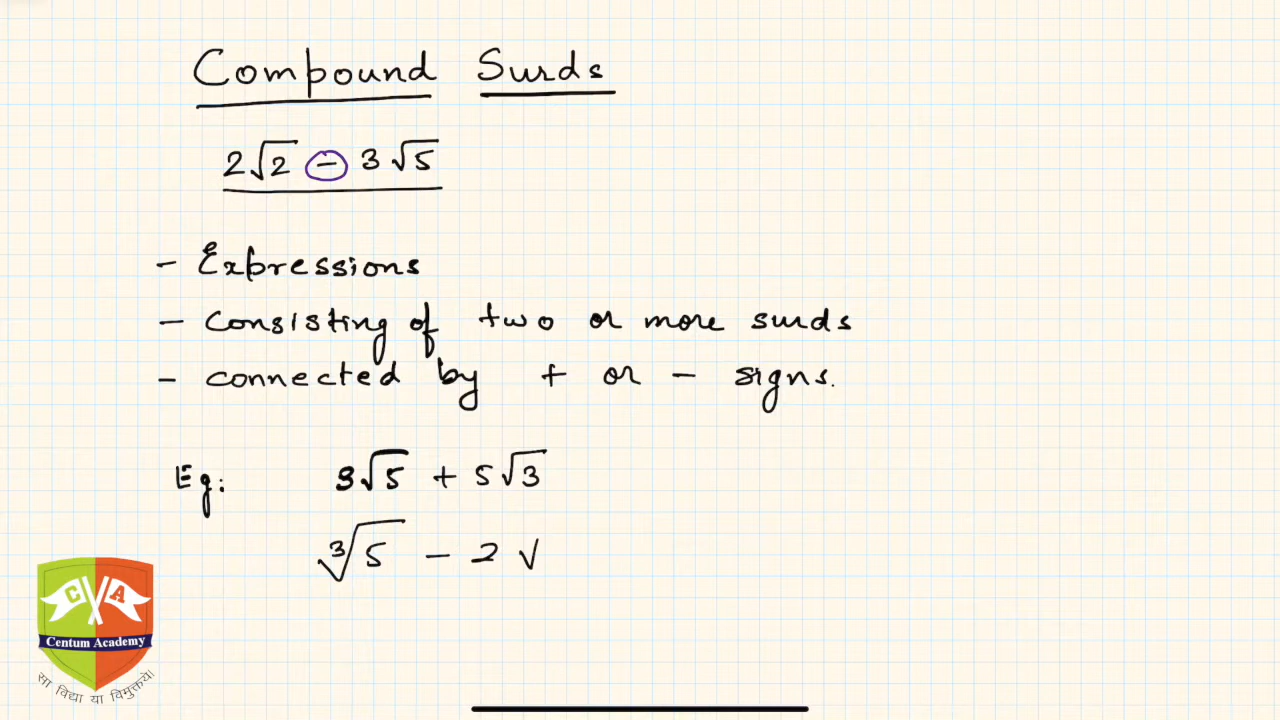 Compound Surds
2√2 - 3√5
- Expressions
- consisting of two or more surds
- connected by + or - signs.
Eg: 3√5 + 5√3
∛5 - 2√
CA
Centum Academy
सा विद्या या विमुक्तये।